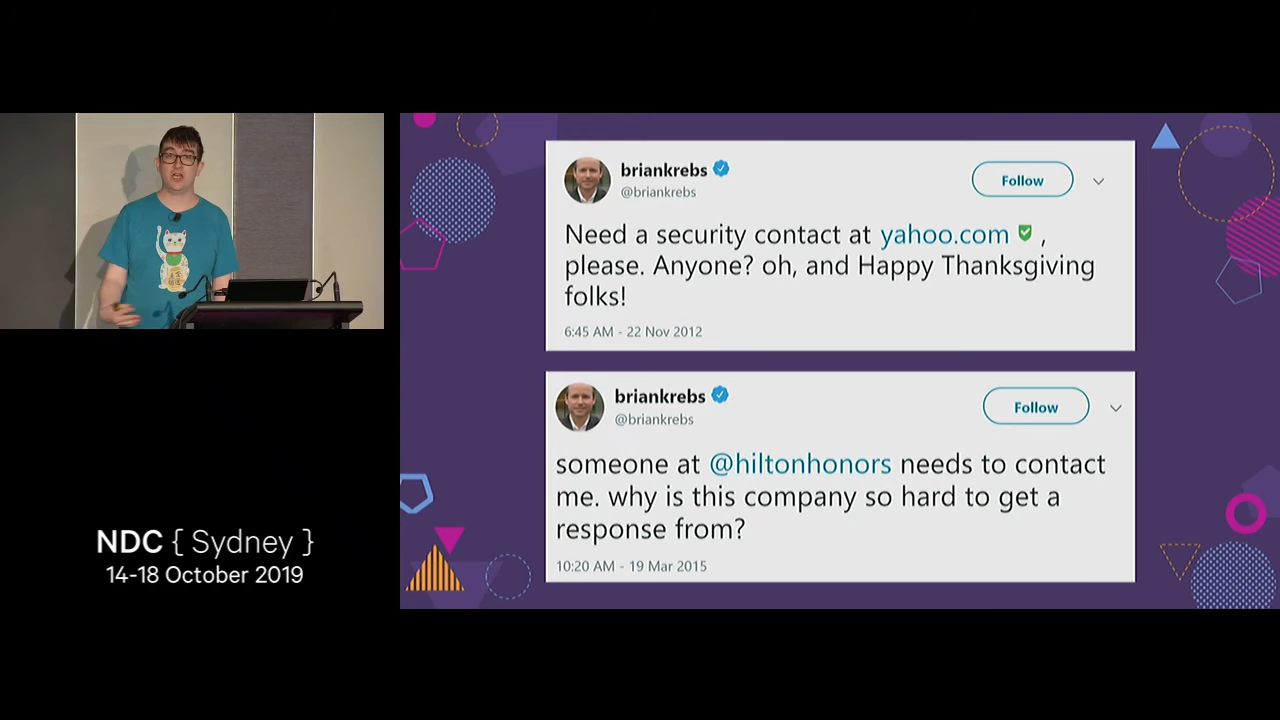 briankrebs
@briankrebs
Follow
Need a security contact at yahoo.com ,
please. Anyone? oh, and Happy Thanksgiving
folks!
6:45 AM - 22 Nov 2012
briankrebs
@briankrebs
Follow
someone at @hiltonhonors needs to contact
me. why is this company so hard to get a
response from?
10:20 AM - 19 Mar 2015
NDC { Sydney }
14-18 October 2019